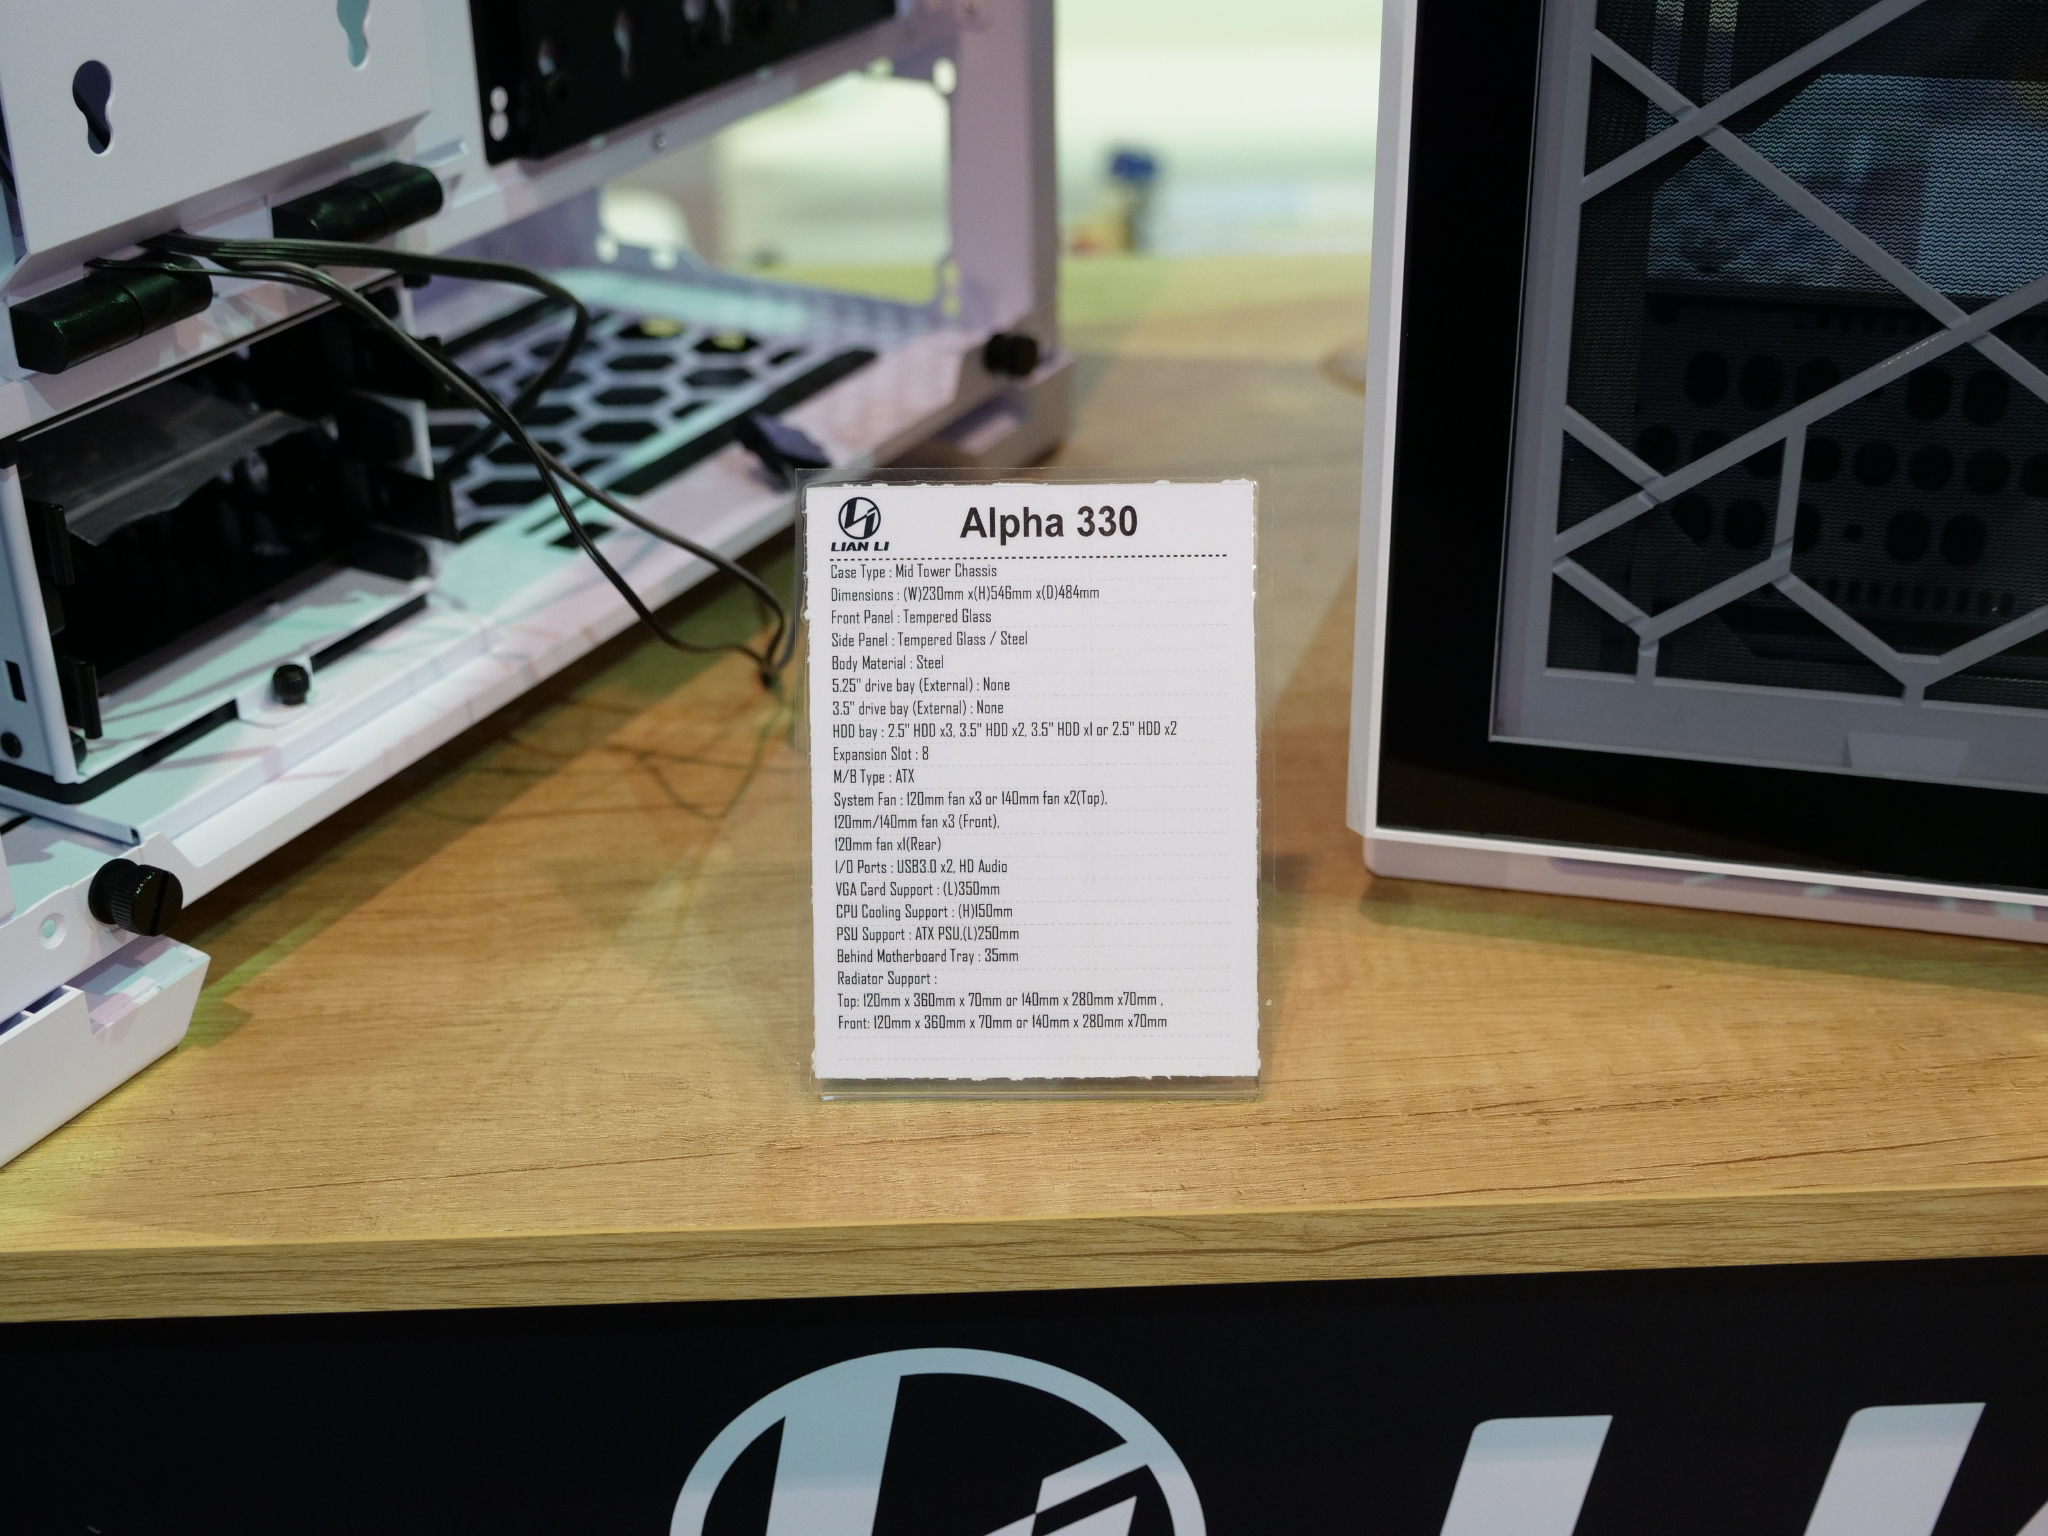 LIAN LI
Alpha 330
Case Type : Mid Tower Chassis
Dimensions : (W)230mm x(H)546mm x(D)484mm
Front Panel : Tempered Glass
Side Panel : Tempered Glass / Steel
Body Material : Steel
5.25" drive bay (External) : None
3.5" drive bay (External) : None
HDD bay : 2.5" HDD x3, 3.5" HDD x2, 3.5" HDD x1 or 2.5" HDD x2
Expansion Slot : 8
M/B Type : ATX
System Fan : 120mm fan x3 or 140mm fan x2(Top),
120mm/140mm fan x3 (Front),
120mm fan x1(Rear)
I/O Ports : USB3.0 x2, HD Audio
VGA Card Support : (L)350mm
CPU Cooling Support : (H)150mm
PSU Support : ATX PSU,(L)250mm
Behind Motherboard Tray : 35mm
Radiator Support :
Top: 120mm x 360mm x 70mm or 140mm x 280mm x70mm ,
Front: 120mm x 360mm x 70mm or 140mm x 280mm x70mm